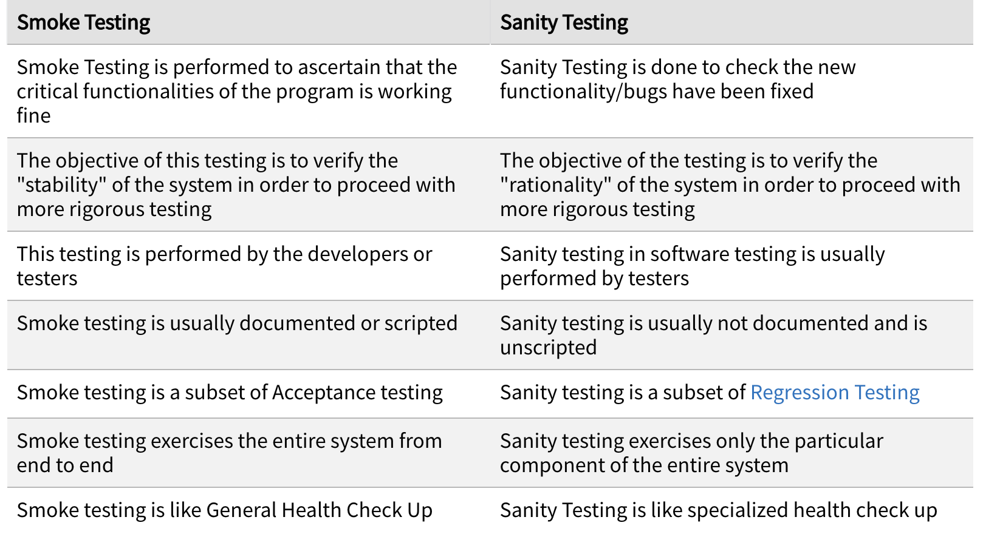 Smoke Testing
Sanity Testing
Smoke Testing is performed to ascertain that the
critical functionalities of the program is working
fine
Sanity Testing is done to check the new
functionality/bugs have been fixed
The objective of this testing is to verify the
"stability" of the system in order to proceed with
more rigorous testing
The objective of the testing is to verify the
"rationality" of the system in order to proceed with
more rigorous testing
This testing is performed by the developers or
testers
Sanity testing in software testing is usually
performed by testers
Smoke testing is usually documented or scripted
Sanity testing is usually not documented and is
unscripted
Smoke testing is a subset of Acceptance testing
Sanity testing is a subset of Regression Testing
Smoke testing exercises the entire system from
end to end
Sanity testing exercises only the particular
component of the entire system
Smoke testing is like General Health Check Up
Sanity Testing is like specialized health check up